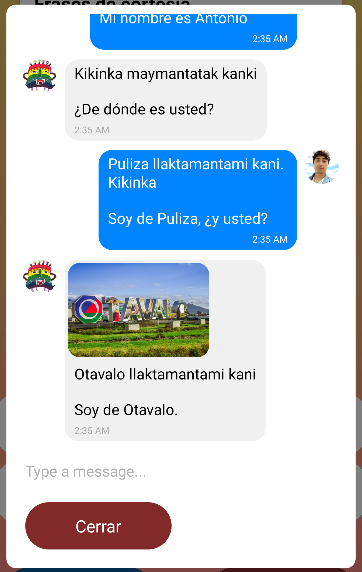 Frases de cortesía
Mi nombre es Antonio
2:35 AM
Kikinka maymantatak kanki
¿De dónde es usted?
2:35 AM
Puliza llaktamantami kani.
Kikinka
Soy de Puliza, ¿y usted?
2:35 AM
OTAVALO
Otavalo llaktamantami kani
Soy de Otavalo.
2:35 AM
Type a message...
Cerrar